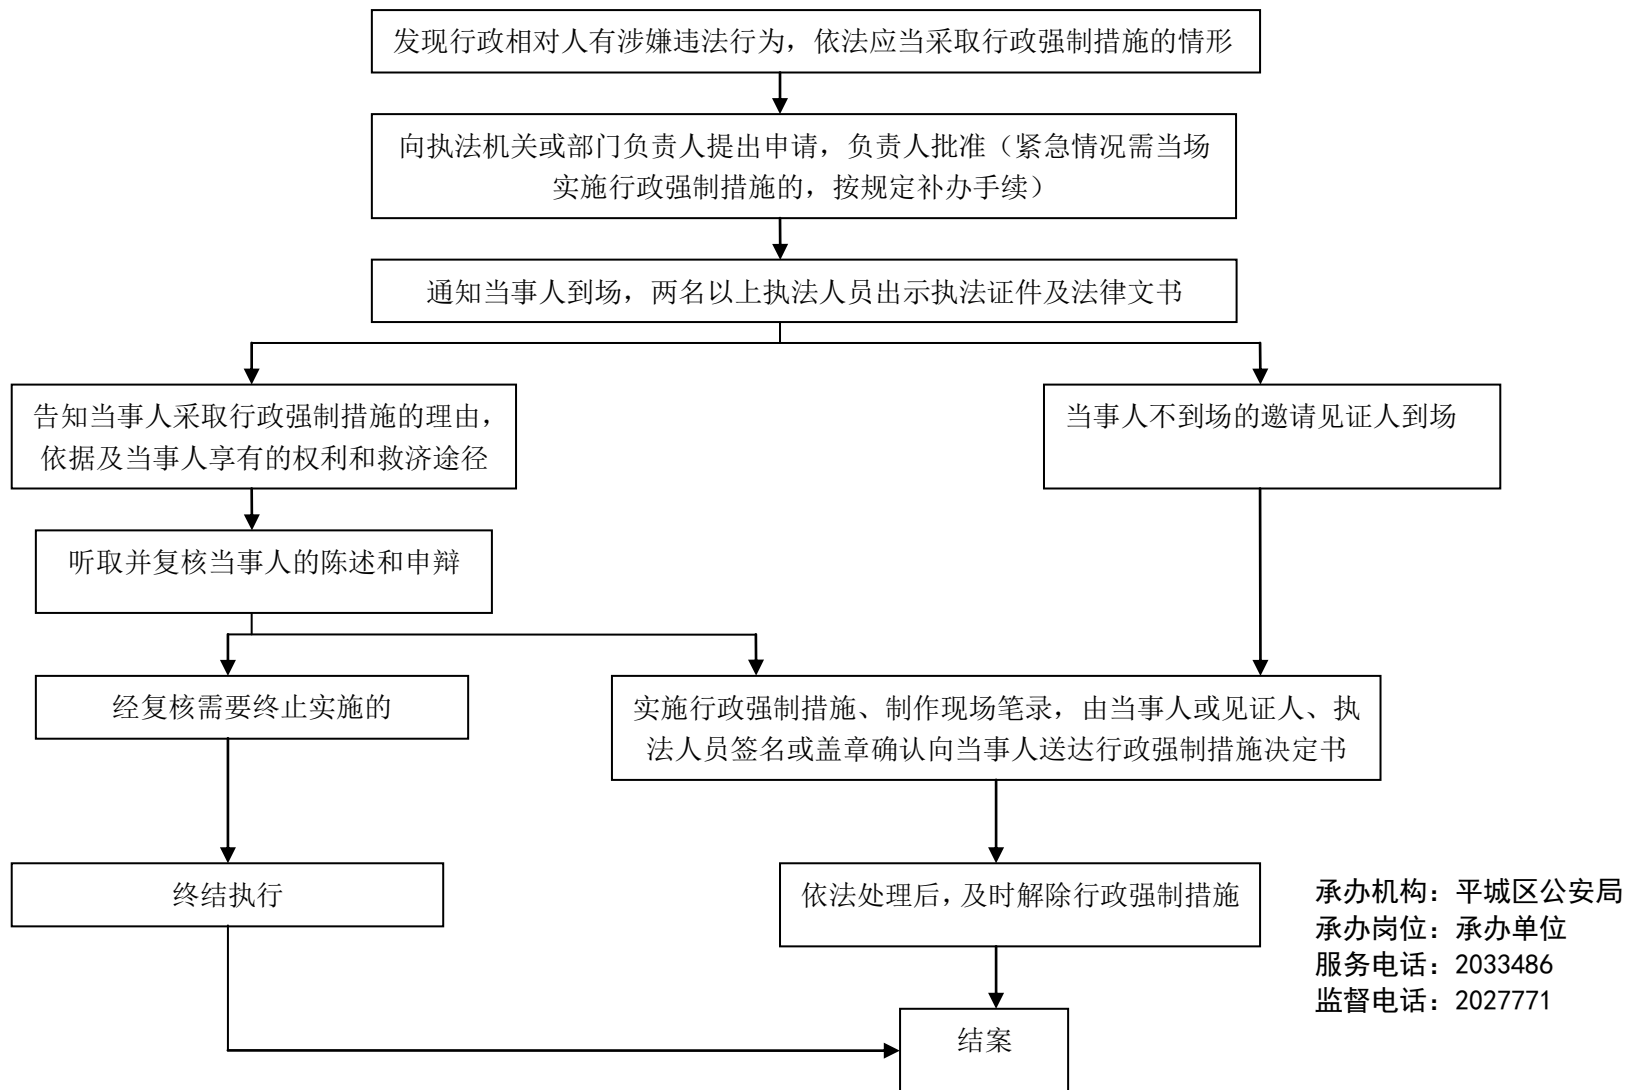 发现行政相对人有涉嫌违法行为，依法应当采取行政强制措施的情形
向执法机关或部门负责人提出申请，负责人批准（紧急情况需当场
实施行政强制措施的，按规定补办手续）
通知当事人到场，两名以上执法人员出示执法证件及法律文书
告知当事人采取行政强制措施的理由，
依据及当事人享有的权利和救济途径
当事人不到场的邀请见证人到场
听取并复核当事人的陈述和申辩
经复核需要终止实施的
实施行政强制措施、制作现场笔录，由当事人或见证人、执
法人员签名或盖章确认向当事人送达行政强制措施决定书
终结执行
依法处理后，及时解除行政强制措施
承办机构：平城区公安局
承办岗位：承办单位
服务电话：2033486
监督电话：2027771
结案